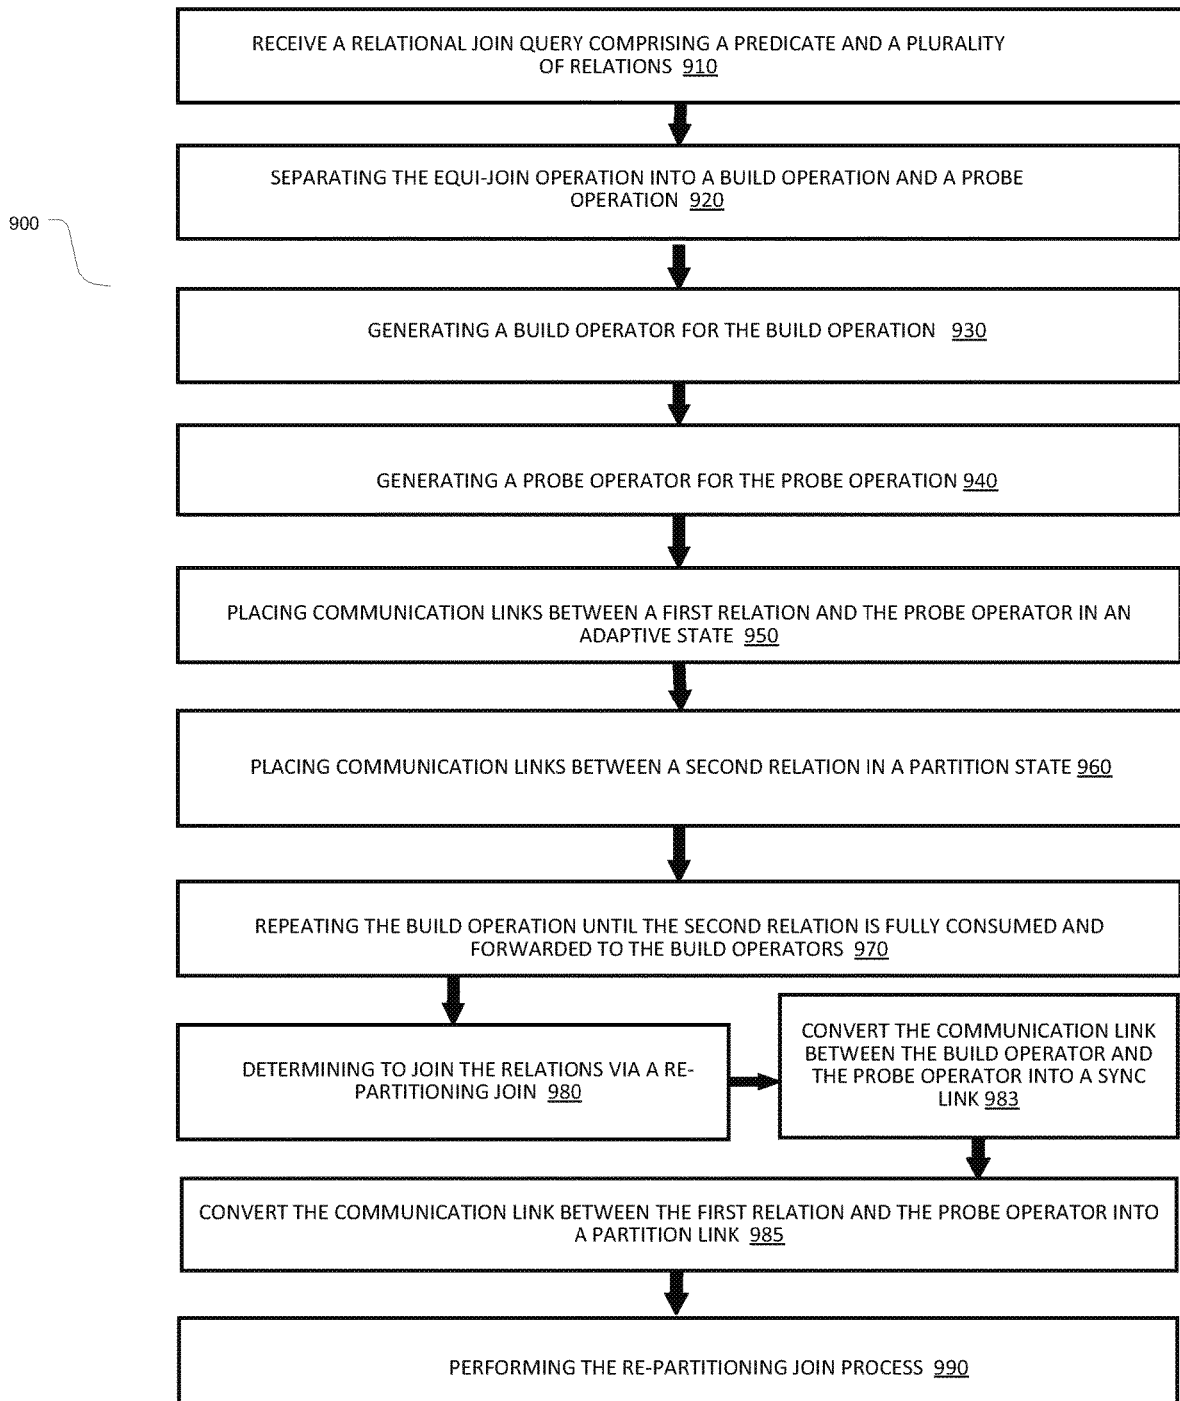 RECEIVE A RELATIONAL JOIN QUERY COMPRISING A PREDICATE AND A PLURALITY
OF RELATIONS 910
SEPARATING THE EQUI-JOIN OPERATION INTO A BUILD OPERATION AND A PROBE
OPERATION 920
900
GENERATING A BUILD OPERATOR FOR THE BUILD OPERATION 930
GENERATING A PROBE OPERATOR FOR THE PROBE OPERATION 940
PLACING COMMUNICATION LINKS BETWEEN A FIRST RELATION AND THE PROBE OPERATOR IN AN
ADAPTIVE STATE 950
PLACING COMMUNICATION LINKS BETWEEN A SECOND RELATION IN A PARTITION STATE 960
REPEATING THE BUILD OPERATION UNTIL THE SECOND RELATION IS FULLY CONSUMED AND
FORWARDED TO THE BUILD OPERATORS 970
DETERMINING TO JOIN THE RELATIONS VIA A RE-
PARTITIONING JOIN 980
CONVERT THE COMMUNICATION LINK
BETWEEN THE BUILD OPERATOR AND
THE PROBE OPERATOR INTO A SYNC
LINK 983
CONVERT THE COMMUNICATION LINK BETWEEN THE FIRST RELATION AND THE PROBE OPERATOR INTO
A PARTITION LINK 985
PERFORMING THE RE-PARTITIONING JOIN PROCESS 990